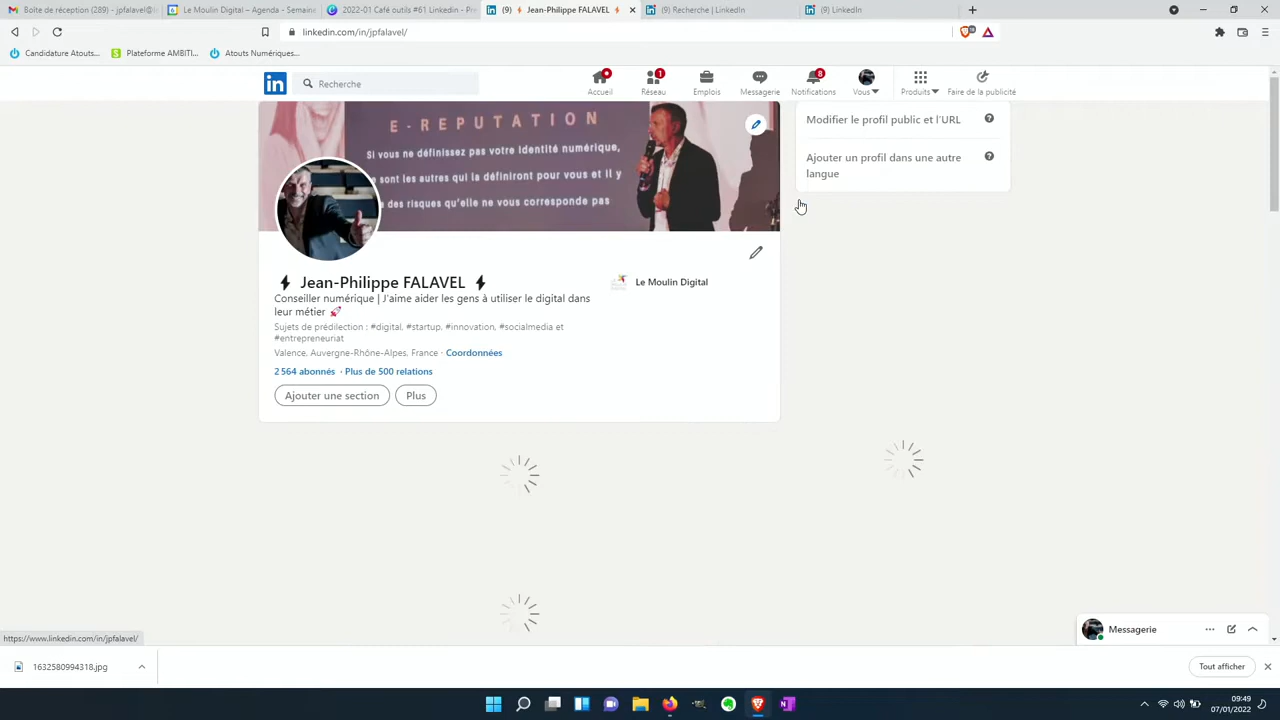 Boîte de réception (289) - jpfalavel@
Le Moulin Digital – Agenda - Semain
2022-01 Café outils #61 Linkedin - Pr
(9) ⚡ Jean-Philippe FALAVEL ⚡
(9) Recherche | LinkedIn
(9) LinkedIn
linkedin.com/in/jpfalavel/
Candidature Atouts...
Plateforme AMBITI...
Atouts Numériques...
in
Recherche
Accueil
1
Réseau
Emplois
Messagerie
8
Notifications
Vous
Produits
Faire de la publicité
E-REPUTATION
Si vous ne définissez pas votre identité numérique,
sont les autres qui la définiront pour vous et il y
des risques qu'elle ne vous corresponde pas
Modifier le profil public et l'URL
Ajouter un profil dans une autre
langue
⚡ Jean-Philippe FALAVEL ⚡
Le Moulin Digital
Conseiller numérique | J'aime aider les gens à utiliser le digital dans
leur métier 🚀
Sujets de prédilection : #digital, #startup, #innovation, #socialmedia et
#entrepreneuriat
Valence, Auvergne-Rhône-Alpes, France · Coordonnées
2 564 abonnés · Plus de 500 relations
Ajouter une section
Plus
Messagerie
https://www.linkedin.com/in/jpfalavel/
1632580994318.jpg
Tout afficher
09:49
07/01/2022